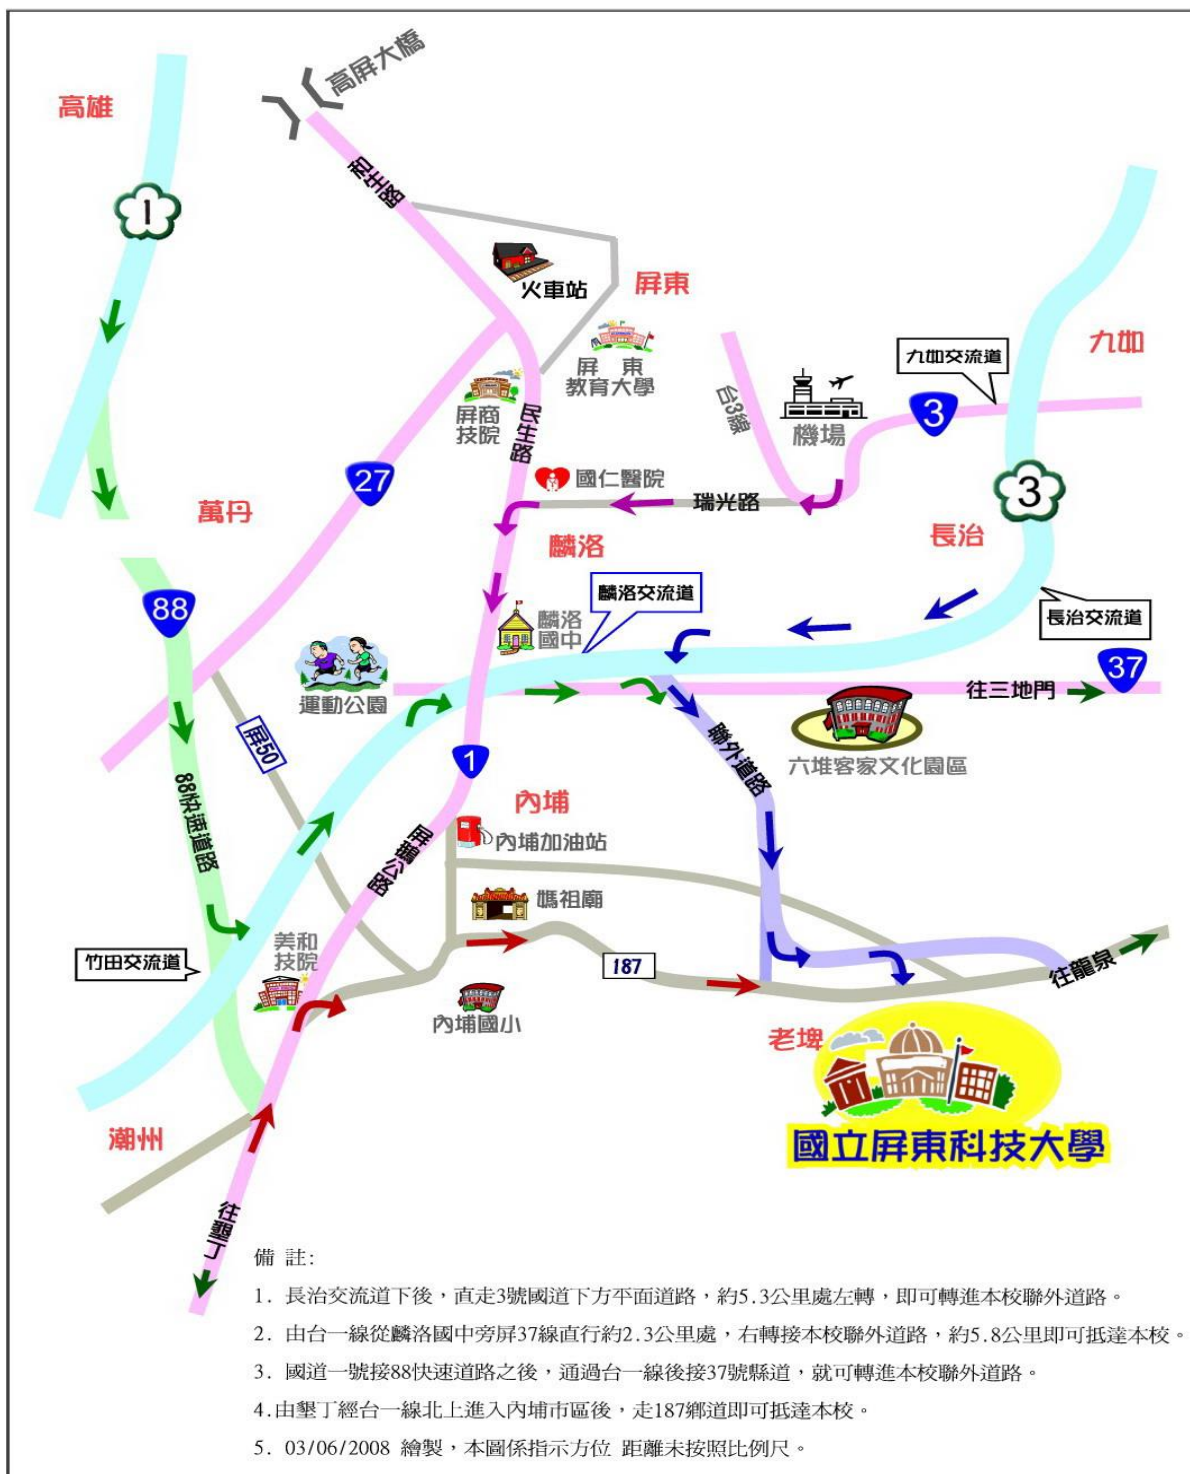 高屏大橋
高雄
1
民生路
火車站
屏東
九如
九如交流道
屏東
教育大學
屏商
技院
民生路
台3線
機場
3
27
國仁醫院
瑞光路
3
萬丹
麟洛
長治
麟洛交流道
88
麟洛
國中
長治交流道
運動公園
往三地門
37
屏50
聯外道路
六堆客家文化園區
1
88快速道路
內埔
屏鵝公路
內埔加油站
媽祖廟
美和
技院
竹田交流道
187
往龍泉
內埔國小
老埤
潮州
國立屏東科技大學
往墾丁
備 註:
1. 長治交流道下後，直走3號國道下方平面道路，約5.3公里處左轉，即可轉進本校聯外道路。
2. 由台一線從麟洛國中旁屏37線直行約2.3公里處，右轉接本校聯外道路，約5.8公里即可抵達本校。
3. 國道一號接88快速道路之後，通過台一線後接37號縣道，就可轉進本校聯外道路。
4.由墾丁經台一線北上進入內埔市區後，走187鄉道即可抵達本校。
5. 03/06/2008 繪製，本圖係指示方位 距離未按照比例尺。